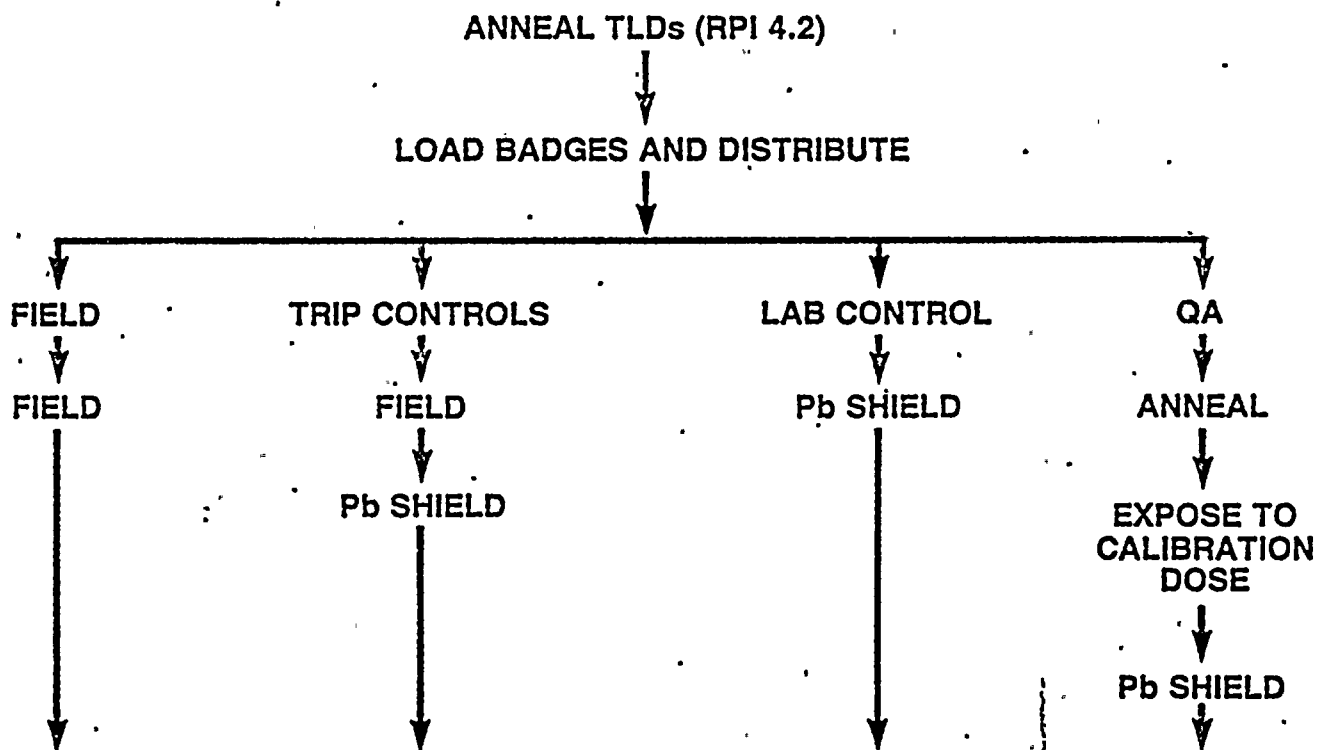 ANNEAL TLDs (RPI 4.2)
LOAD BADGES AND DISTRIBUTE
FIELD
TRIP CONTROLS
LAB CONTROL
QA
FIELD
FIELD
Pb SHIELD
ANNEAL
Pb SHIELD
EXPOSE TO
CALIBRATION
DOSE
Pb SHIELD